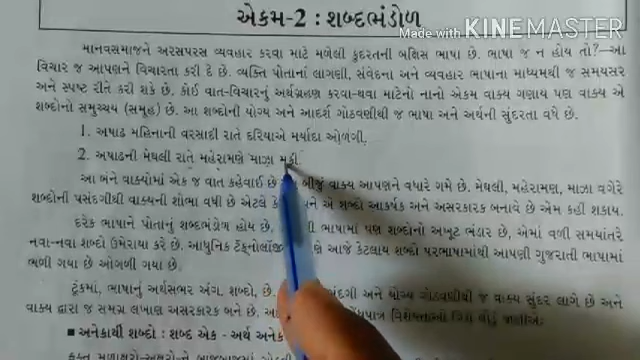 Made with KINEMASTER
એકમ-2 : શબ્દભંડોળ
માનવસમાજને અરસપરસ વ્યવહાર કરવા માટે મળેલી કુદરતની બક્ષિસ ભાષા છે. ભાષા જ ન હોય તો?–આ
વિચાર જ આપણને વિચારતા કરી દે છે. વ્યક્તિ પોતાનાં લાગણી, સંવેદના અને વ્યવહાર ભાષાના માધ્યમથી જ સમયસર
અને સ્પષ્ટ રીતે કરી શકે છે. કોઈ વાત-વિચારનું અર્થગ્રહણ કરવા-થવા માટેનો નાનો એકમ વાક્ય ગણાય પણ વાક્ય એ
શબ્દોનો સમુચ્ચય (સમૂહ) છે. આ શબ્દોની યોગ્ય અને આદર્શ ગોઠવણીથી જ ભાષા અને અર્થની સુંદરતા વધે છે.
1. અષાઢ મહિનાની વરસાદી રાતે દરિયાએ મર્યાદા ઓળંગી.
2. અષાઢની મેઘલી રાતે મહેરામણે માઝા મૂકી.
આ બંને વાક્યોમાં એક જ વાત કહેવાઈ છે બીજું વાક્ય આપણને વધારે ગમે છે. મેઘલી, મહેરામણ, માઝા વગેરે
શબ્દોની પસંદગીથી વાક્યની શોભા વધી છે એટલે કે અને એ શબ્દો આકર્ષક અને અસરકારક બનાવે છે એમ કહી શકાય.
દરેક ભાષાને પોતાનું શબ્દભંડોળ હોય છે. ભાષામાં પણ શબ્દોનો અખૂટ ભંડાર છે, એમાં વળી સમયાંતરે
નવા-નવા શબ્દો ઉમેરાયા કરે છે. આધુનિક ટેક્નોલૉજી આજે કેટલાય શબ્દો પરભાષામાંથી આપણી ગુજરાતી ભાષામાં
ભળી ગયા છે ઓગળી ગયા છે.
ટૂંકમાં, ભાષાનું અર્થસભર અંગ. શબ્દો, છે. અને યોગ્ય ગોઠવણીથી જ વાક્ય સુંદર લાગે છે અને
વાક્ય દ્વારા જ સમગ્ર લખાણ અસરકારક બને છે. વિશેષતાઓ વિશે
■ અનેકાર્થી શબ્દો : શબ્દ એક - અર્થ અનેક